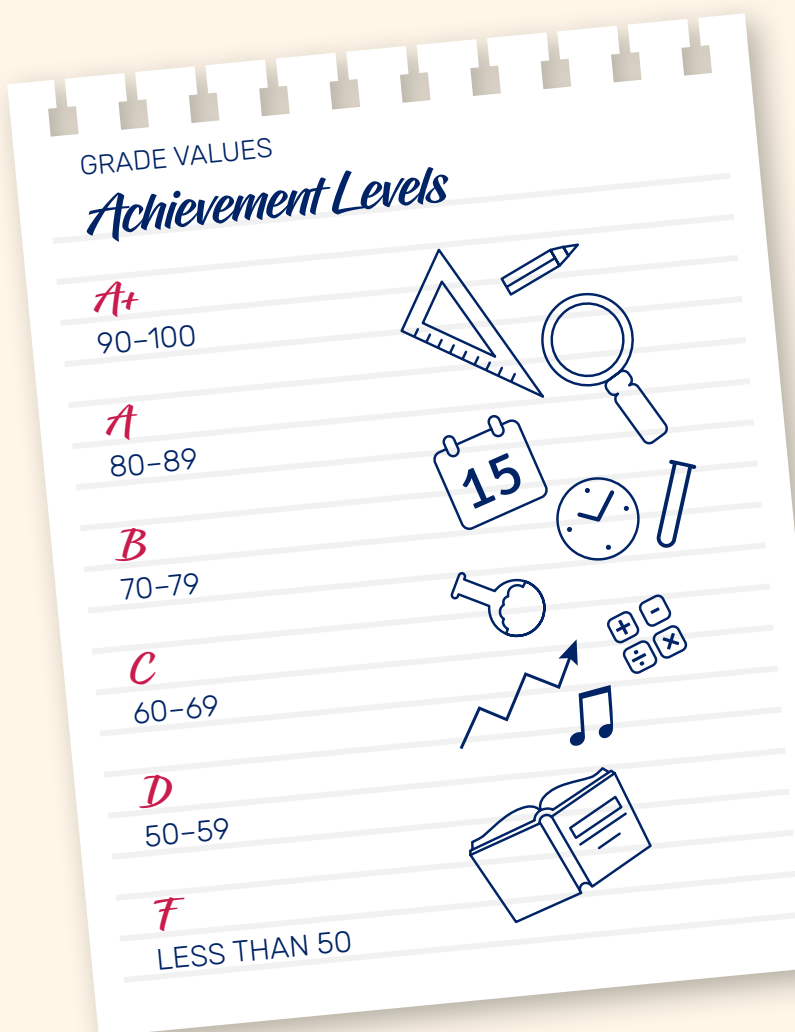 GRADE VALUES
Achievement Levels
A+
90–100
A
80–89
B
70–79
C
60–69
D
50–59
F
LESS THAN 50
15
+ -
÷ ×